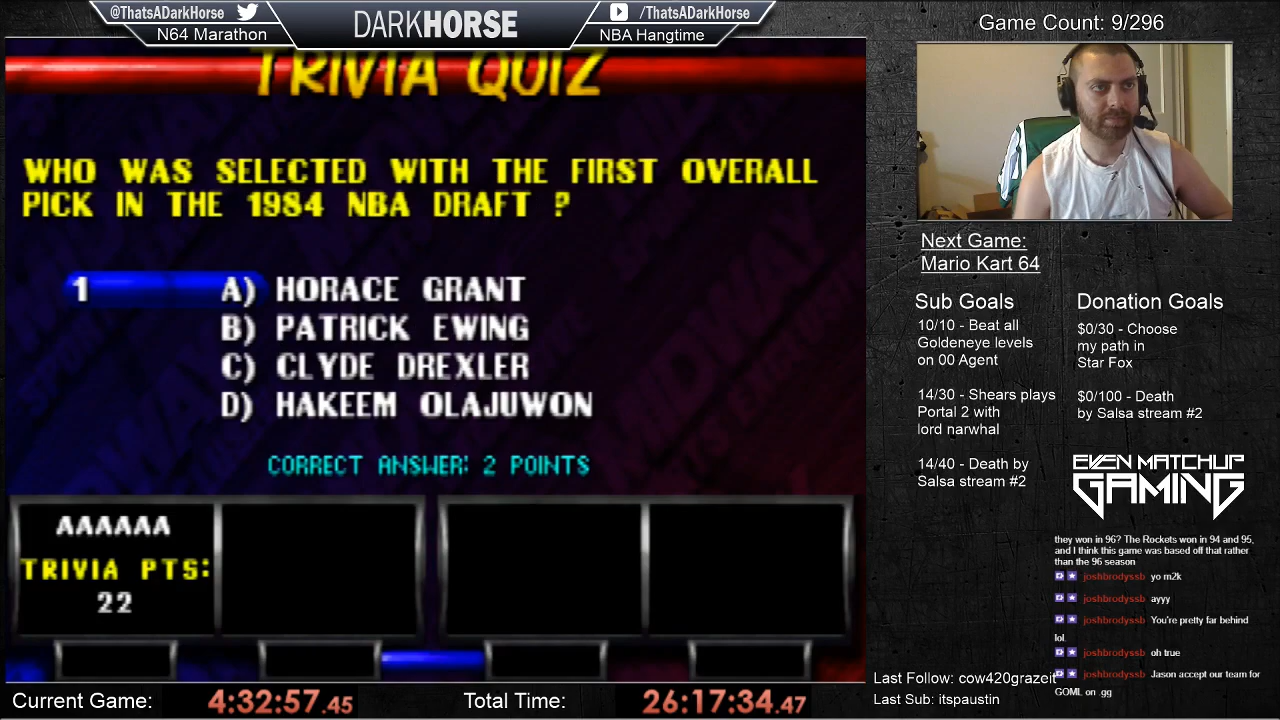 @ThatsADarkHorse
N64 Marathon
DARKHORSE
/ThatsADarkHorse
NBA Hangtime
Game Count: 9/296
TRIVIA QUIZ
WHO WAS SELECTED WITH THE FIRST OVERALL
PICK IN THE 1984 NBA DRAFT ?
1
A) HORACE GRANT
B) PATRICK EWING
C) CLYDE DREXLER
D) HAKEEM OLAJUWON
CORRECT ANSWER: 2 POINTS
AAAAAA
TRIVIA PTS:
22
Next Game:
Mario Kart 64
Sub Goals
10/10 - Beat all
Goldeneye levels
on 00 Agent
14/30 - Shears plays
Portal 2 with
lord narwhal
14/40 - Death by
Salsa stream #2
Donation Goals
$0/30 - Choose
my path in
Star Fox
$0/100 - Death
by Salsa stream #2
EVEN MATCHUP
GAMING
they won in 96? The Rockets won in 94 and 95,
and I think this game was based off that rather
than the 96 season
joshbrodyssb yo m2k
joshbrodyssb ayyy
joshbrodyssb You're pretty far behind
lol
joshbrodyssb oh true
joshbrodyssb Jason accept our team for
GOML on .gg
Last Follow: cow420grazeit
Last Sub: itspaustin
Current Game: 4:32:57.45
Total Time: 26:17:34.47